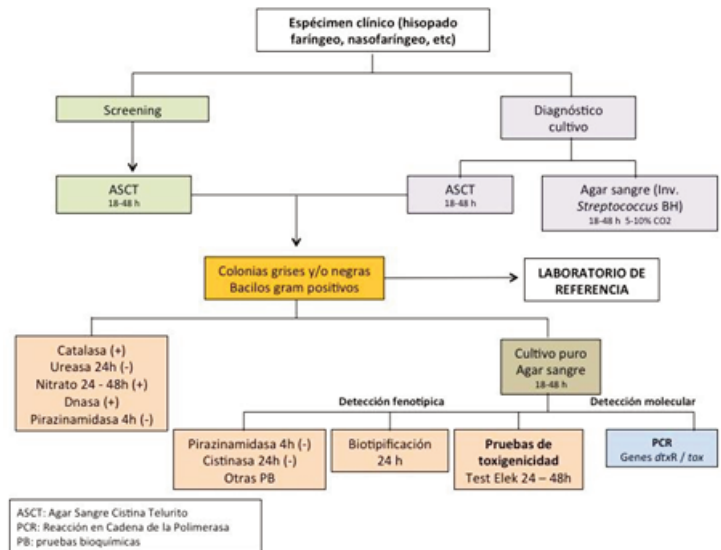 Espécimen clínico (hisopado
faríngeo, nasofaríngeo, etc)
Screening
Diagnóstico
cultivo
ASCT
18-48 h
ASCT
18-48 h
Agar sangre (Inv.
Streptococcus BH)
18-48 h 5-10% CO2
Colonias grises y/o negras
Bacilos gram positivos
LABORATORIO DE
REFERENCIA
Catalasa (+)
Ureasa 24h (-)
Nitrato 24 - 48h (+)
Dnasa (+)
Pirazinamidasa 4h (-)
Cultivo puro
Agar sangre
18-48 h
Detección fenotípica
Detección molecular
Pirazinamidasa 4h (-)
Cistinasa 24h (-)
Otras PB
Biotipificación
24 h
Pruebas de
toxigenicidad
Test Elek 24 – 48h
PCR
Genes dtxR / tox
ASCT: Agar Sangre Cistina Telurito
PCR: Reacción en Cadena de la Polimerasa
PB: pruebas bioquímicas